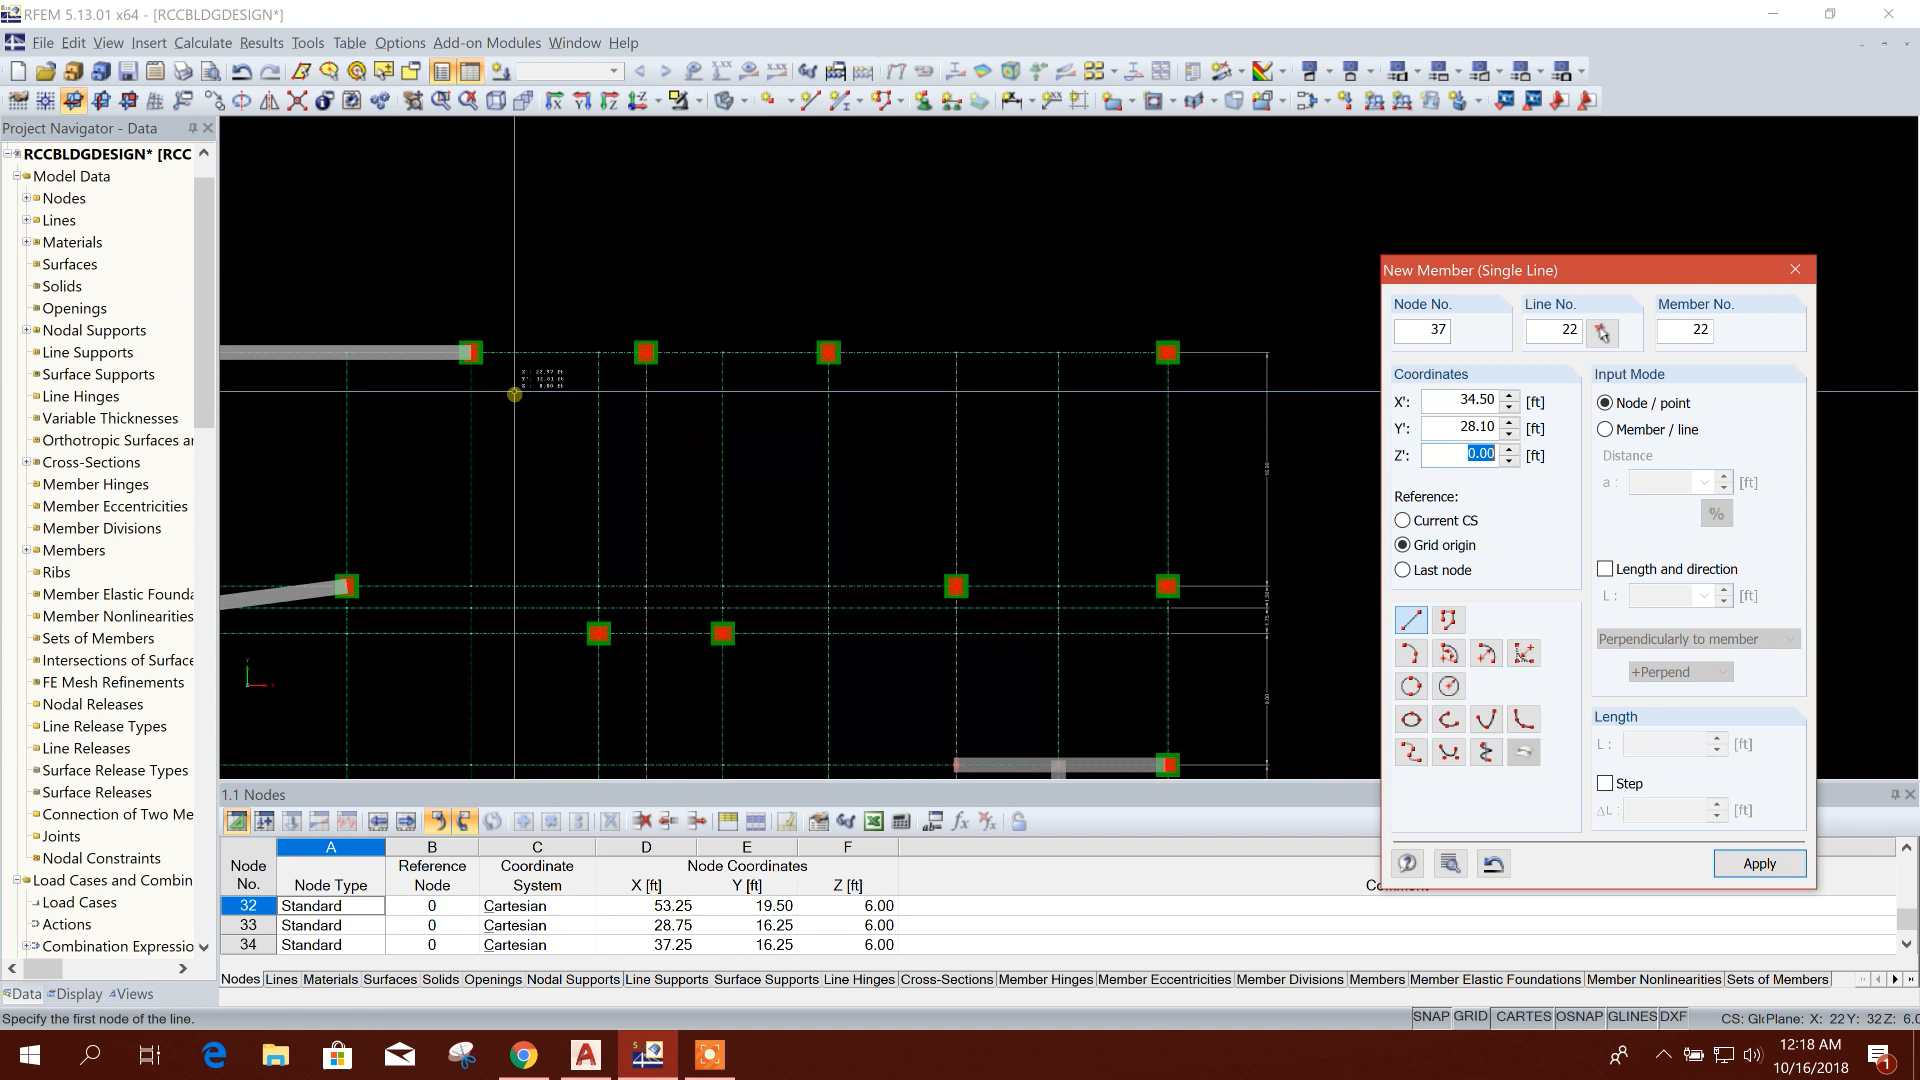 RFEM 5.13.01 x64 - [RCCBLDGDESIGN*]
File Edit View Insert Calculate Results Tools Table Options Add-on Modules Window Help
Project Navigator - Data
RCCBLDGDESIGN* [RCC
Model Data
Nodes
Lines
Materials
Surfaces
Solids
Openings
Nodal Supports
Line Supports
Surface Supports
Line Hinges
Variable Thicknesses
Orthotropic Surfaces ar
Cross-Sections
Member Hinges
Member Eccentricities
Member Divisions
Members
Ribs
Member Elastic Founda
Member Nonlinearities
Sets of Members
Intersections of Surface
FE Mesh Refinements
Nodal Releases
Line Release Types
Line Releases
Surface Release Types
Surface Releases
Connection of Two Me
Joints
Nodal Constraints
Load Cases and Combin
Load Cases
Actions
Combination Expressio
Data Display Views
New Member (Single Line)
Node No. Line No. Member No.
37 22 22
Coordinates Input Mode
X': 34.50 [ft] Node / point
Y': 28.10 [ft] Member / line
Z': 0.00 [ft] Distance
a : [ft]
%
Reference:
Current CS
Grid origin
Last node
Length and direction
L : [ft]
Perpendicularly to member
+Perpend
Length
L : [ft]
Step
ΔL : [ft]
Apply
1.1 Nodes
A B C D E F
Node Reference Coordinate Node Coordinates
No. Node Type Node System X [ft] Y [ft] Z [ft]
32 Standard 0 Cartesian 53.25 19.50 6.00
33 Standard 0 Cartesian 28.75 16.25 6.00
34 Standard 0 Cartesian 37.25 16.25 6.00
Nodes Lines Materials Surfaces Solids Openings Nodal Supports Line Supports Surface Supports Line Hinges Cross-Sections Member Hinges Member Eccentricities Member Divisions Members Member Elastic Foundations Member Nonlinearities Sets of Members
Specify the first node of the line.
SNAP GRID CARTES OSNAP GLINES DXF
12:18 AM
10/16/2018
1